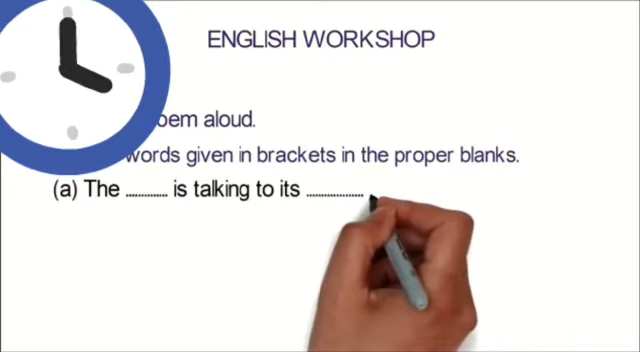 ENGLISH WORKSHOP
oem aloud.
words given in brackets in the proper blanks.
(a) The ............. is talking to its ..................